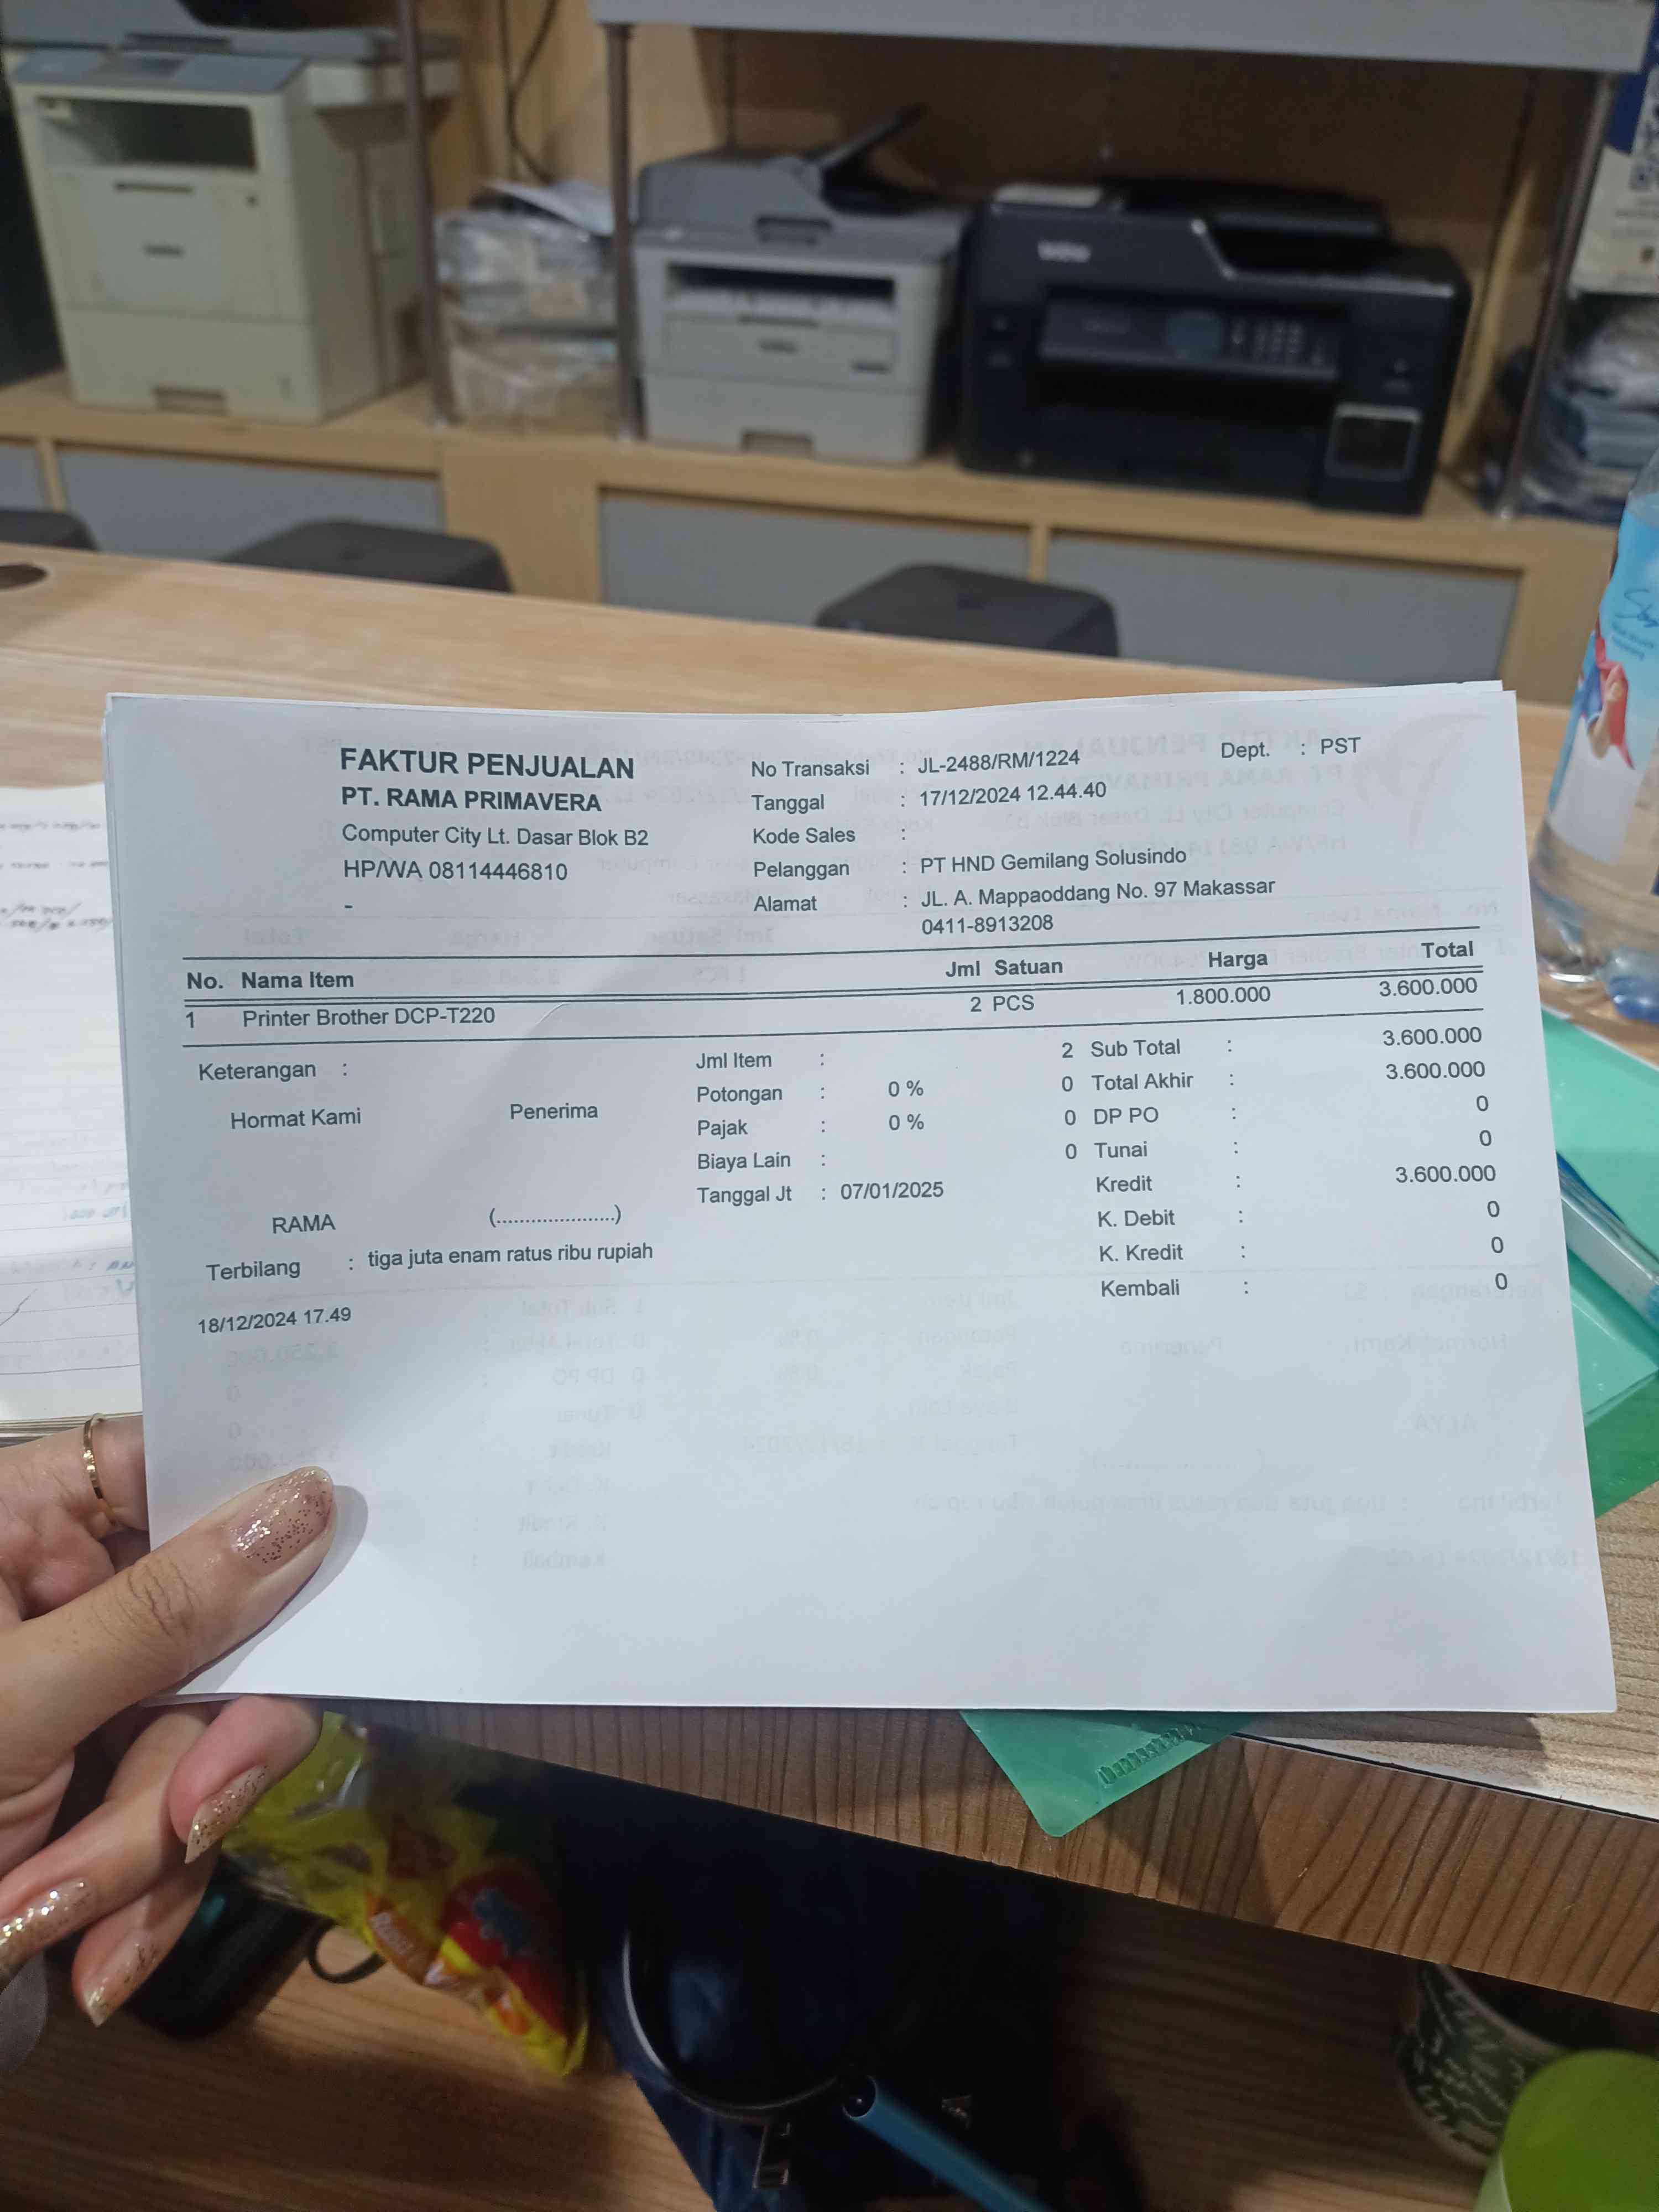 FAKTUR PENJUALAN
PT. RAMA PRIMAVERA
Computer City Lt. Dasar Blok B2
HP/WA 08114446810
-
No Transaksi : JL-2488/RM/1224
Tanggal : 17/12/2024 12.44.40
Kode Sales :
Pelanggan : PT HND Gemilang Solusindo
Alamat : JL. A. Mappaoddang No. 97 Makassar
0411-8913208
Dept. : PST
No. Nama Item Jml Satuan Harga Total
1 Printer Brother DCP-T220 2 PCS 1.800.000 3.600.000
Keterangan :
Hormat Kami Penerima
RAMA (......................)
Terbilang : tiga juta enam ratus ribu rupiah
18/12/2024 17.49
Jml Item : 2
Potongan : 0 % 0
Pajak : 0 % 0
Biaya Lain : 0
Tanggal Jt : 07/01/2025
Sub Total : 3.600.000
Total Akhir : 3.600.000
DP PO : 0
Tunai : 0
Kredit : 3.600.000
K. Debit : 0
K. Kredit : 0
Kembali : 0
brother